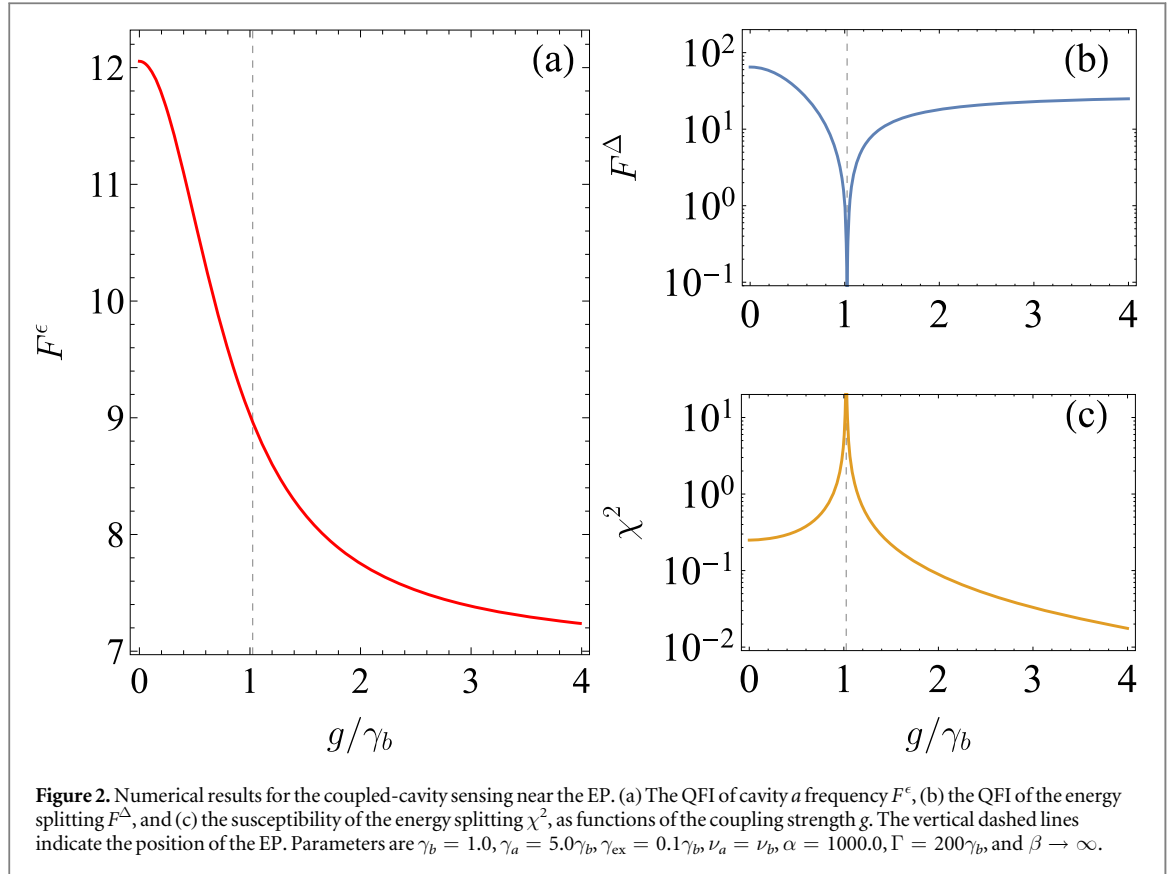 (a)
12
11
10
9
8
7
F^ϵ
0 1 2 3 4
g/γ_b
(b)
10^2
10^1
10^0
10^−1
F^Δ
0 1 2 3 4
(c)
10^1
10^0
10^−1
10^−2
χ^2
0 1 2 3 4
g/γ_b
Figure 2. Numerical results for the coupled-cavity sensing near the EP. (a) The QFI of cavity a frequency F^ϵ, (b) the QFI of the energy
splitting F^Δ, and (c) the susceptibility of the energy splitting χ^2, as functions of the coupling strength g. The vertical dashed lines
indicate the position of the EP. Parameters are γ_b = 1.0, γ_a = 5.0γ_b, γ_ex = 0.1γ_b, ν_a = ν_b, α = 1000.0, Γ = 200γ_b, and β → ∞.